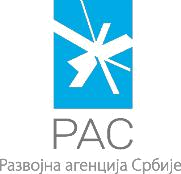 РАС
Развојна агенција Србије